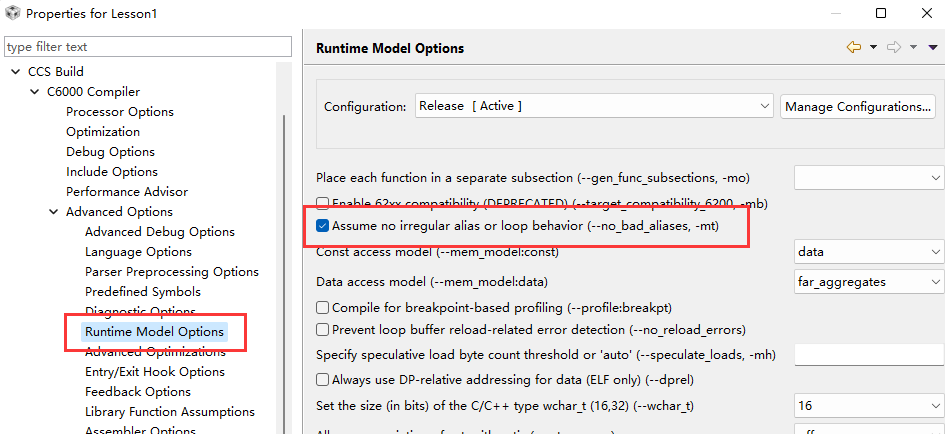 Properties for Lesson1
type filter text
CCS Build
C6000 Compiler
Processor Options
Optimization
Debug Options
Include Options
Performance Advisor
Advanced Options
Advanced Debug Options
Language Options
Parser Preprocessing Options
Predefined Symbols
Diagnostic Options
Runtime Model Options
Advanced Optimizations
Entry/Exit Hook Options
Feedback Options
Library Function Assumptions
Assembler Options
Runtime Model Options
Configuration: Release [ Active ] Manage Configurations...
Place each function in a separate subsection (--gen_func_subsections, -mo)
Enable 62xx compatibility (DEPRECATED) (--target_compatibility_6200, -mb)
Assume no irregular alias or loop behavior (--no_bad_aliases, -mt)
Const access model (--mem_model:const) data
Data access model (--mem_model:data) far_aggregates
Compile for breakpoint-based profiling (--profile:breakpt)
Prevent loop buffer reload-related error detection (--no_reload_errors)
Specify speculative load byte count threshold or 'auto' (--speculate_loads, -mh)
Always use DP-relative addressing for data (ELF only) (--dprel)
Set the size (in bits) of the C/C++ type wchar_t (16,32) (--wchar_t) 16